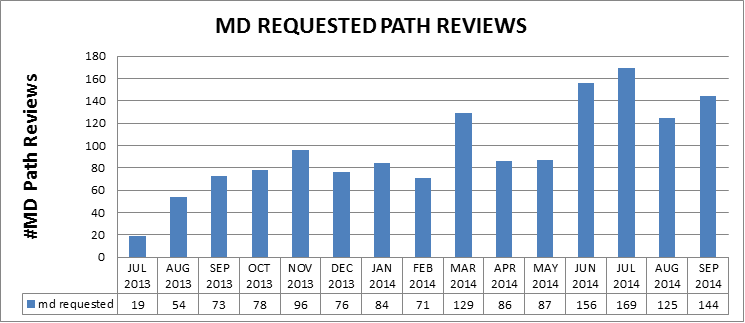 MD REQUESTED PATH REVIEWS
#MD Path Reviews
180
160
140
120
100
80
60
40
20
0
JUL AUG SEP OCT NOV DEC JAN FEB MAR APR MAY JUN JUL AUG SEP
2013 2013 2013 2013 2013 2013 2014 2014 2014 2014 2014 2014 2014 2014 2014
md requested 19 54 73 78 96 76 84 71 129 86 87 156 169 125 144